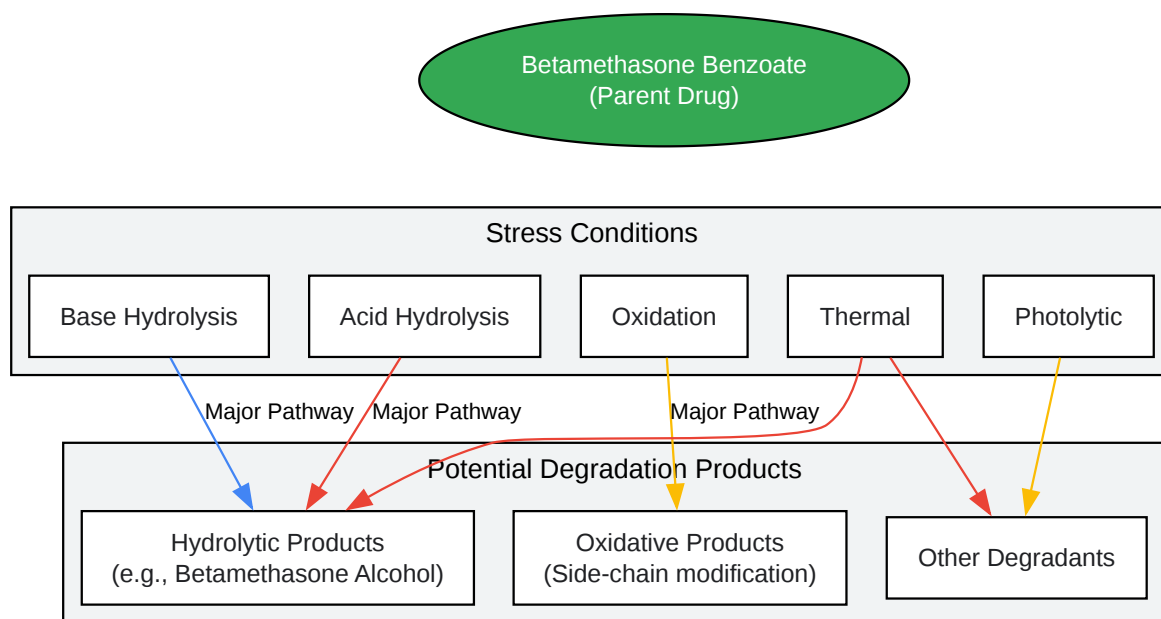 Betamethasone Benzoate
(Parent Drug)
Stress Conditions
Base Hydrolysis
Acid Hydrolysis
Oxidation
Thermal
Photolytic
Major Pathway
Major Pathway
Major Pathway
Potential Degradation Products
Hydrolytic Products
(e.g., Betamethasone Alcohol)
Oxidative Products
(Side-chain modification)
Other Degradants